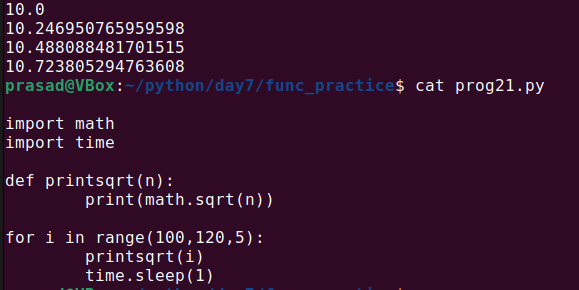 10.0
10.246950765959598
10.488088481701515
10.723805294763608
prasad@VBox:~/python/day7/func_practice$ cat prog21.py
import math
import time
def printsqrt(n):
        print(math.sqrt(n))
for i in range(100,120,5):
        printsqrt(i)
        time.sleep(1)